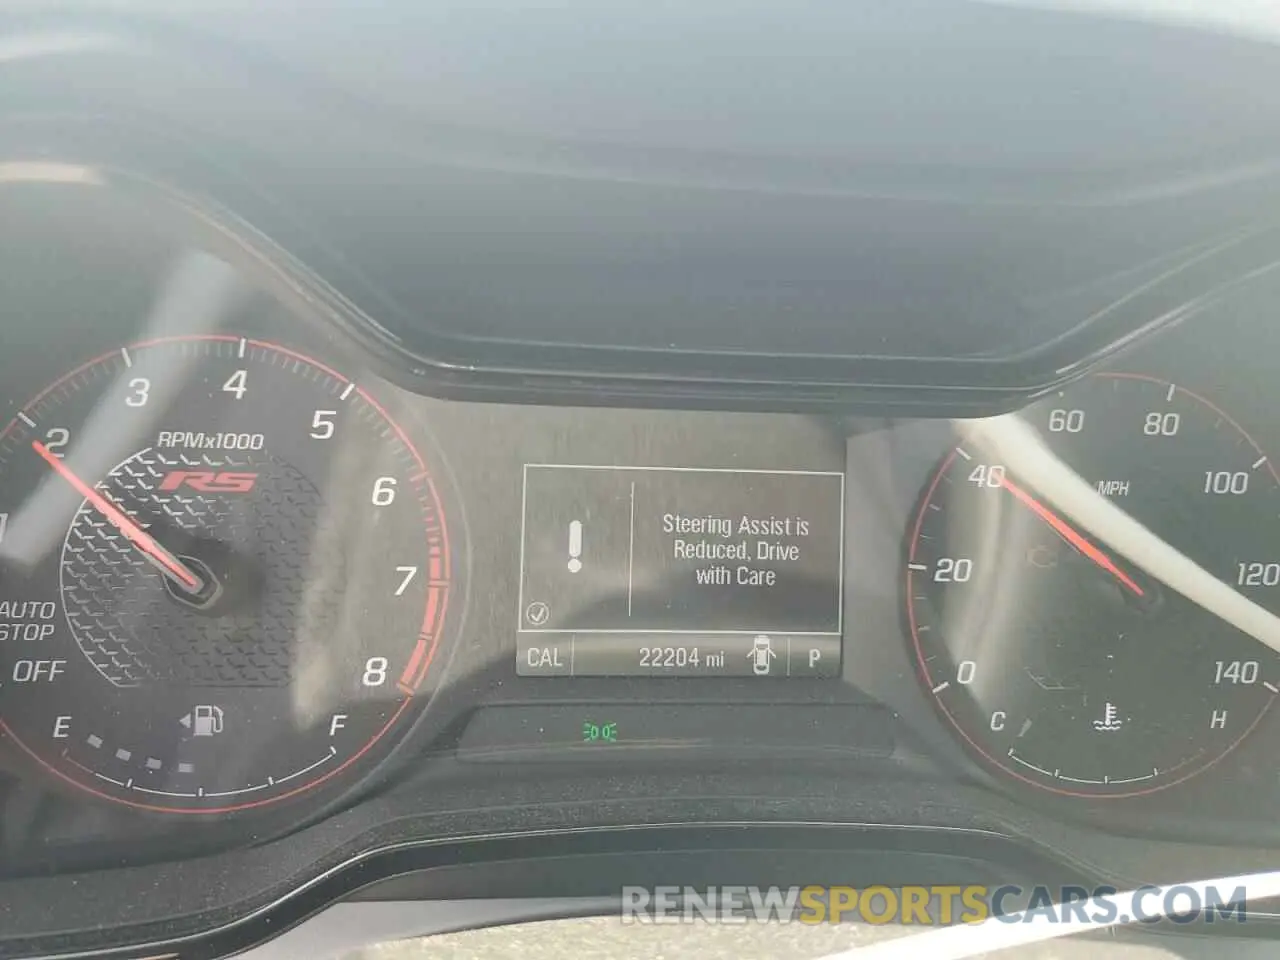 1
2
3
4
5
6
7
8
RPMx1000
RS
AUTO
STOP
OFF
E
F
Steering Assist is
Reduced, Drive
with Care
CAL
22204 mi
P
0
20
40
60
80
100
120
140
MPH
C
H
RENEWSPORTSCARS.COM